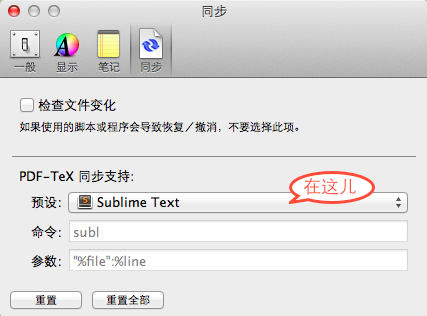 同步
一般
显示
笔记
同步
检查文件变化
如果使用的脚本或程序会导致恢复／撤消，不要选择此项。
PDF-TeX 同步支持:
在这儿
预设: Sublime Text
命令: subl
参数: "%file":%line
重置
重置全部